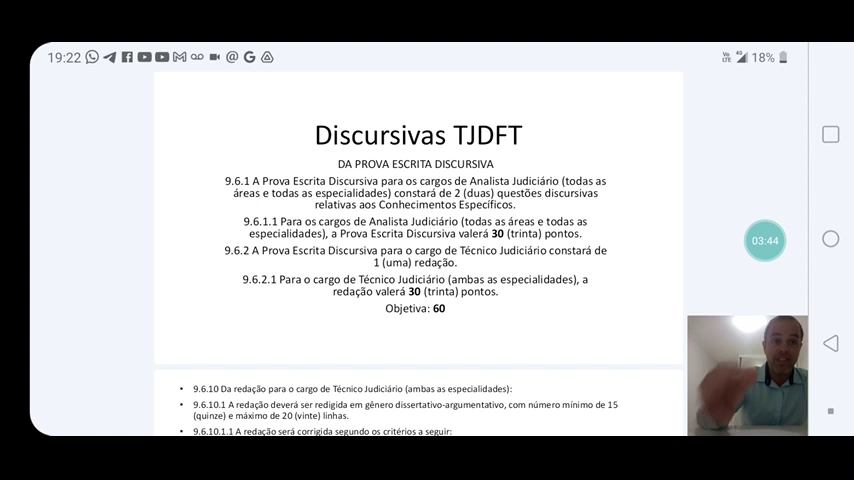 19:22
18%
Discursivas TJDFT
DA PROVA ESCRITA DISCURSIVA
9.6.1 A Prova Escrita Discursiva para os cargos de Analista Judiciário (todas as
áreas e todas as especialidades) constará de 2 (duas) questões discursivas
relativas aos Conhecimentos Específicos.
9.6.1.1 Para os cargos de Analista Judiciário (todas as áreas e todas as
especialidades), a Prova Escrita Discursiva valerá 30 (trinta) pontos.
9.6.2 A Prova Escrita Discursiva para o cargo de Técnico Judiciário constará de
1 (uma) redação.
9.6.2.1 Para o cargo de Técnico Judiciário (ambas as especialidades), a
redação valerá 30 (trinta) pontos.
Objetiva: 60
03:44
• 9.6.10 Da redação para o cargo de Técnico Judiciário (ambas as especialidades):
• 9.6.10.1 A redação deverá ser redigida em gênero dissertativo-argumentativo, com número mínimo de 15
(quinze) e máximo de 20 (vinte) linhas.
• 9.6.10.1.1 A redação será corrigida segundo os critérios a seguir: